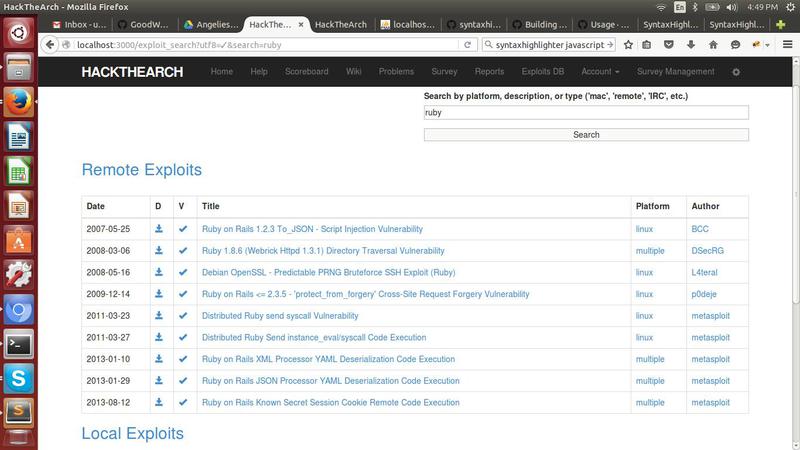 HackTheArch - Mozilla Firefox
En
4:49 PM
Inbox - u
GoodW
Angelies
HackTheA
HackTheArch
localhos
syntaxhi
Building
Usage ·
SyntaxHighl
SyntaxHighl
localhost:3000/exploit_search?utf8=✓&search=ruby
syntaxhighlighter javascript
HACKTHEARCH
Home
Help
Scoreboard
Wiki
Problems
Survey
Reports
Exploits DB
Account
Survey Management
Search by platform, description, or type ('mac', 'remote', 'IRC', etc.)
ruby
Search
Remote Exploits
Date D V Title Platform Author
2007-05-25 Ruby on Rails 1.2.3 To_JSON - Script Injection Vulnerability linux BCC
2008-03-06 Ruby 1.8.6 (Webrick Httpd 1.3.1) Directory Traversal Vulnerability multiple DSecRG
2008-05-16 Debian OpenSSL - Predictable PRNG Bruteforce SSH Exploit (Ruby) linux L4teral
2009-12-14 Ruby on Rails <= 2.3.5 - 'protect_from_forgery' Cross-Site Request Forgery Vulnerability linux p0deje
2011-03-23 Distributed Ruby send syscall Vulnerability linux metasploit
2011-03-27 Distributed Ruby Send instance_eval/syscall Code Execution linux metasploit
2013-01-10 Ruby on Rails XML Processor YAML Deserialization Code Execution multiple metasploit
2013-01-29 Ruby on Rails JSON Processor YAML Deserialization Code Execution multiple metasploit
2013-08-12 Ruby on Rails Known Secret Session Cookie Remote Code Execution multiple metasploit
Local Exploits